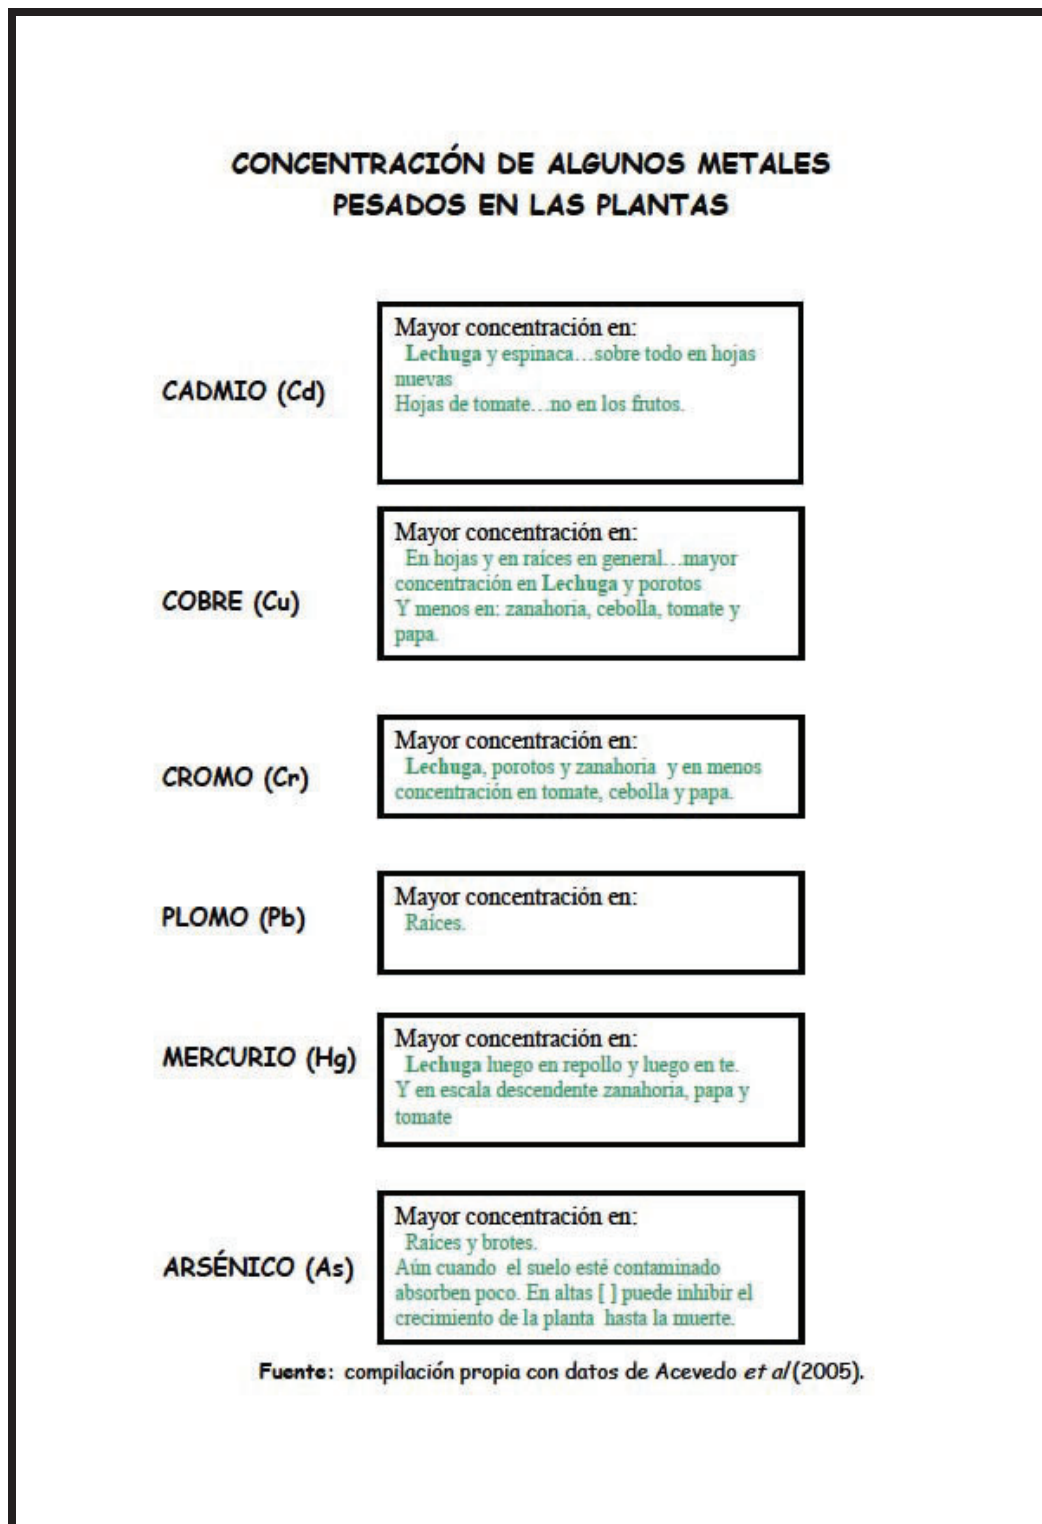 CONCENTRACIÓN DE ALGUNOS METALES
PESADOS EN LAS PLANTAS
CADMIO (Cd)
Mayor concentración en:
Lechuga y espinaca…sobre todo en hojas
nuevas
Hojas de tomate…no en los frutos.
COBRE (Cu)
Mayor concentración en:
En hojas y en raíces en general…mayor
concentración en Lechuga y porotos
Y menos en: zanahoria, cebolla, tomate y
papa.
CROMO (Cr)
Mayor concentración en:
Lechuga, porotos y zanahoria y en menos
concentración en tomate, cebolla y papa.
PLOMO (Pb)
Mayor concentración en:
Raíces.
MERCURIO (Hg)
Mayor concentración en:
Lechuga luego en repollo y luego en te.
Y en escala descendente zanahoria, papa y
tomate
ARSÉNICO (As)
Mayor concentración en:
Raíces y brotes.
Aún cuando el suelo esté contaminado
absorben poco. En altas [ ] puede inhibir el
crecimiento de la planta hasta la muerte.
Fuente: compilación propia con datos de Acevedo et al (2005).